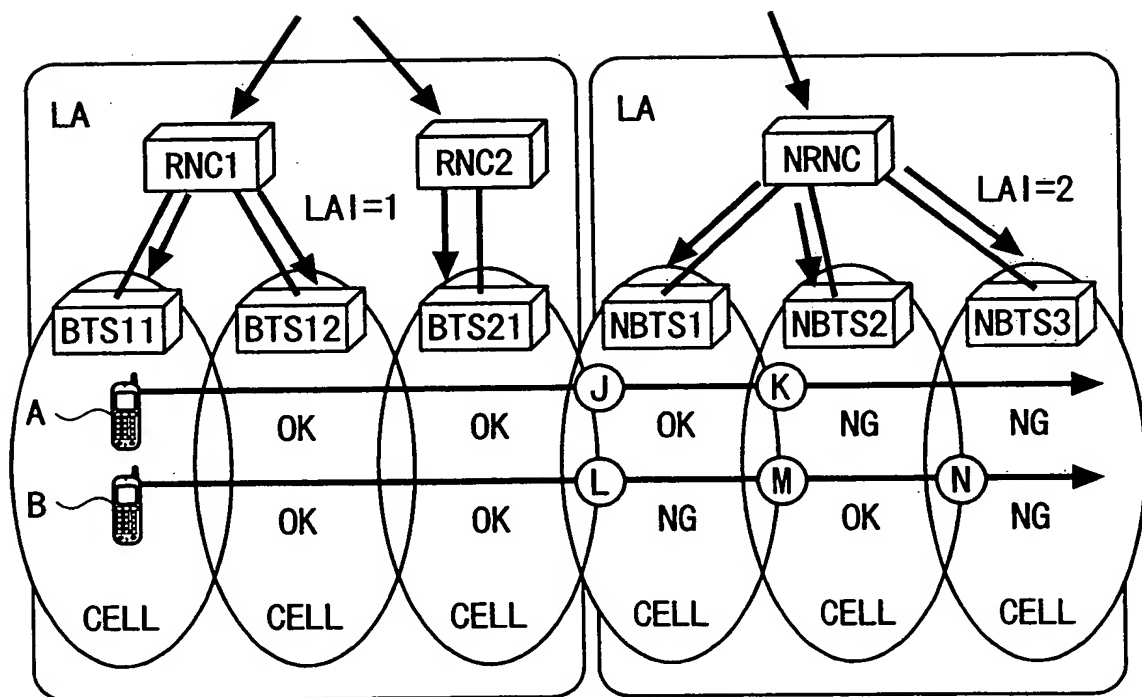 LA
RNC1
RNC2
LAI=1
LA
NRNC
LAI=2
BTS11
BTS12
BTS21
NBTS1
NBTS2
NBTS3
A
J
K
OK
OK
OK
NG
NG
B
L
M
N
OK
OK
NG
OK
NG
CELL
CELL
CELL
CELL
CELL
CELL